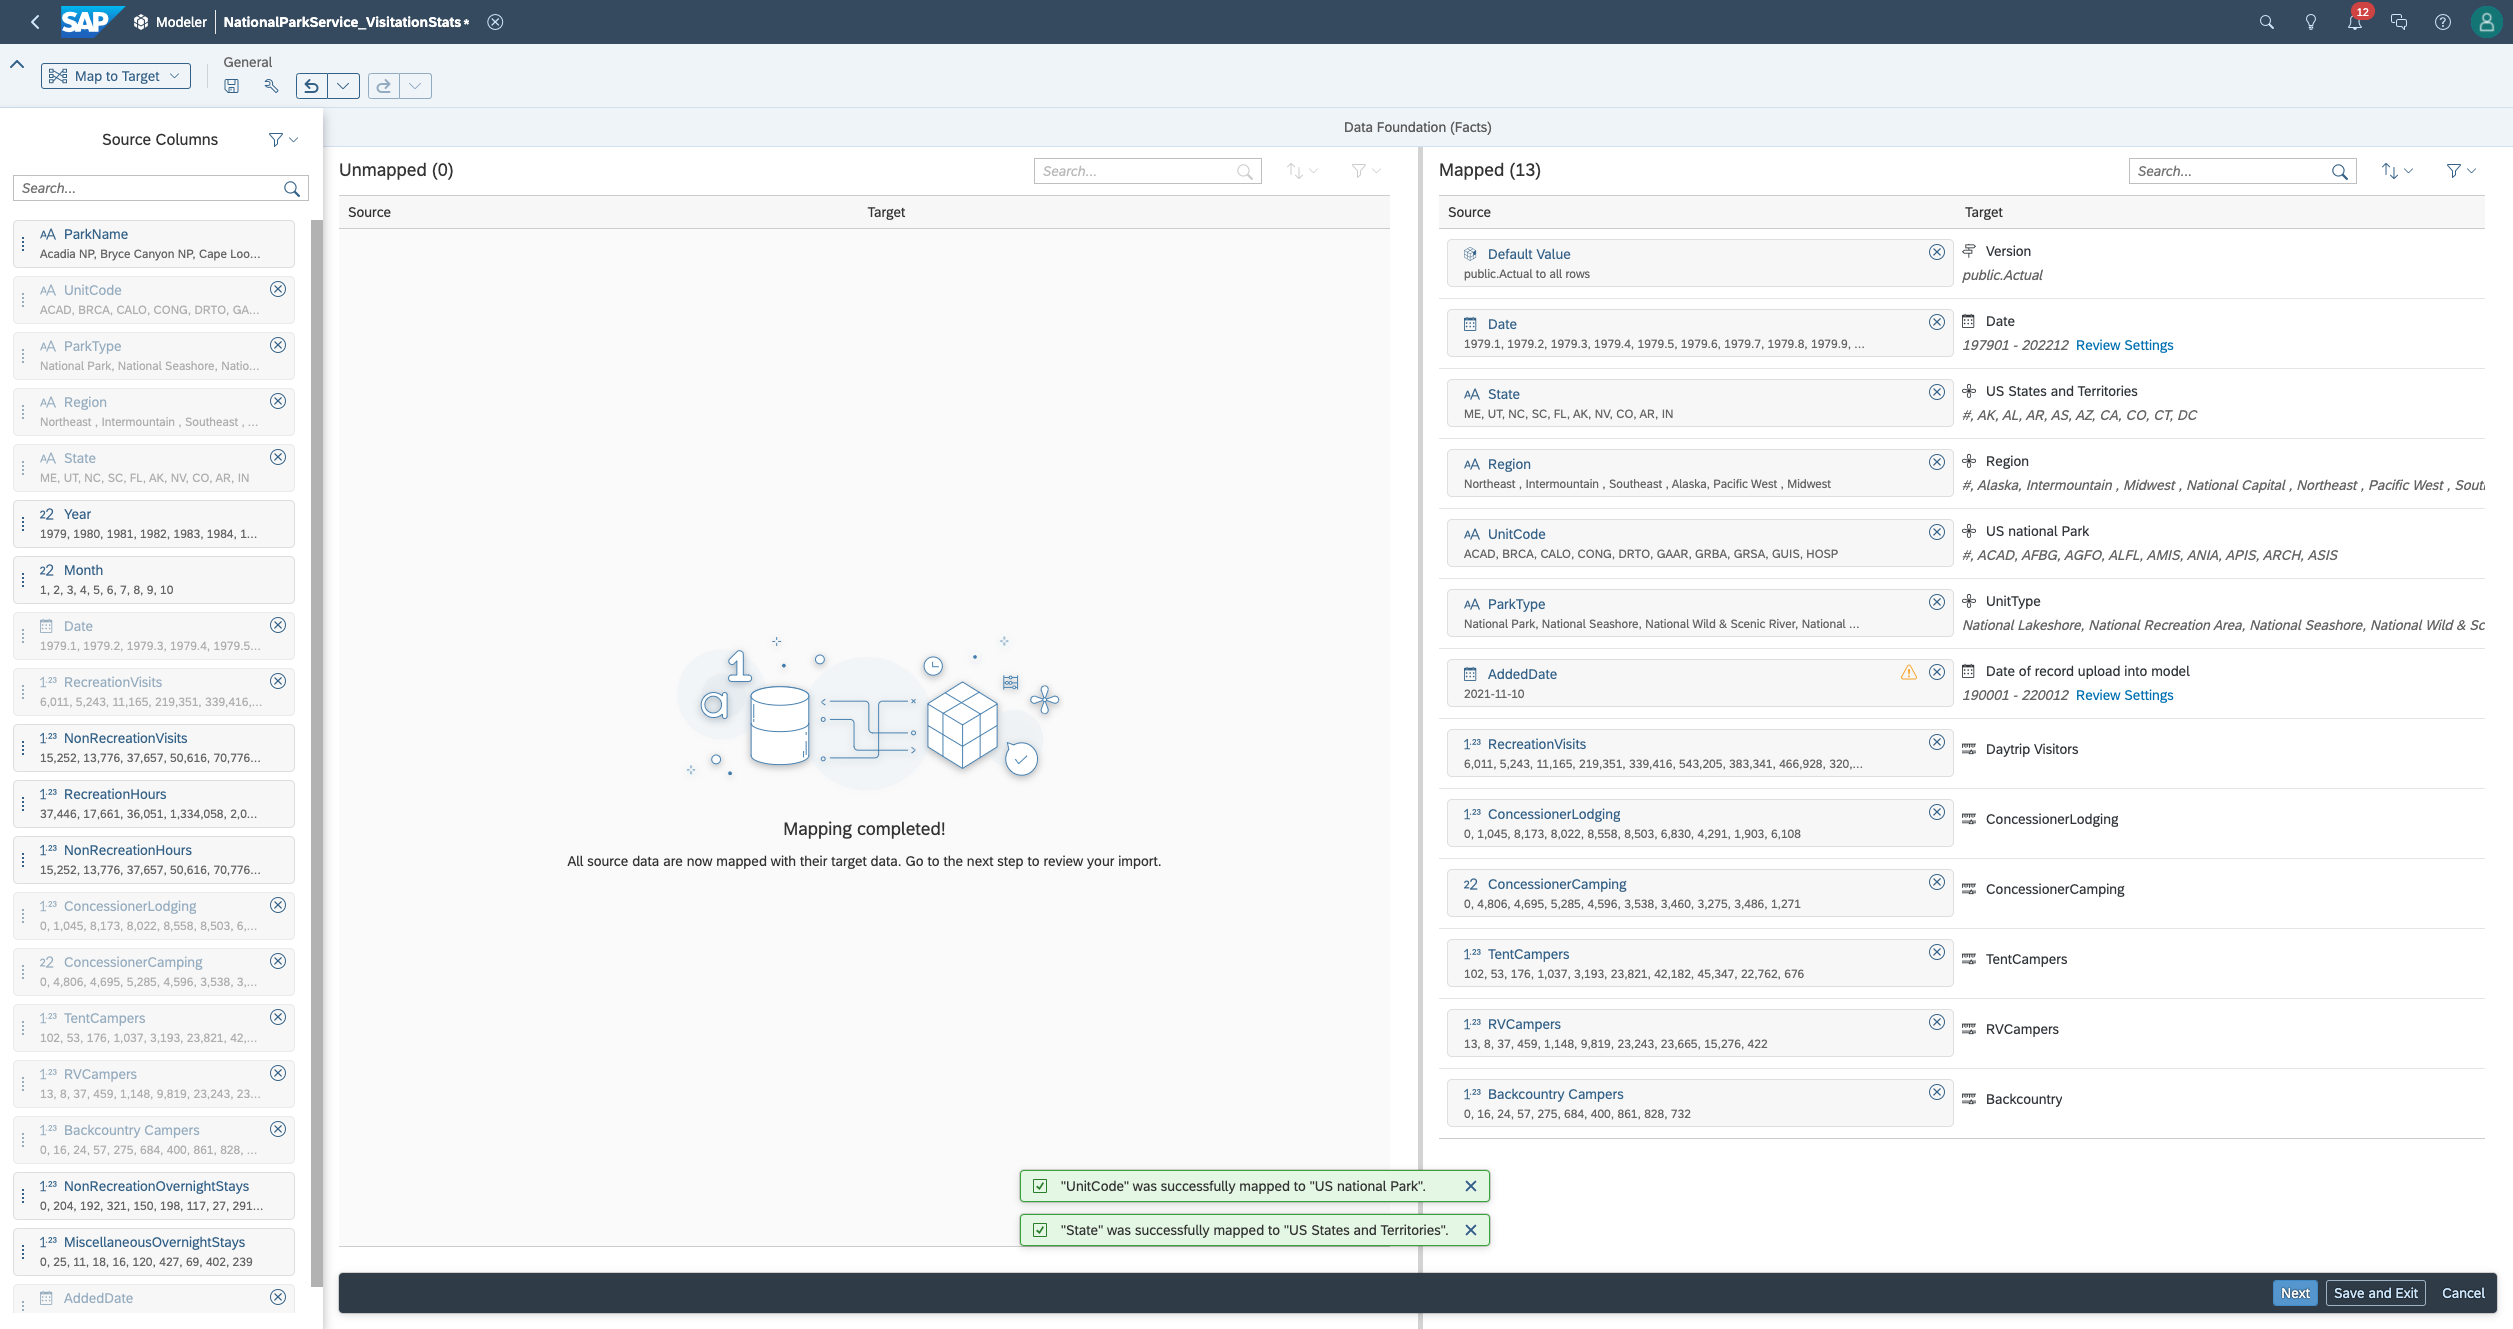 SAP Modeler NationalParkService_VisitationStats*
12
Map to Target
General
Source Columns
Search...
ParkName
Acadia NP, Bryce Canyon NP, Cape Loo...
UnitCode
ACAD, BRCA, CALO, CONG, DRTO, GA...
ParkType
National Park, National Seashore, Natio...
Region
Northeast , Intermountain , Southeast , ...
State
ME, UT, NC, SC, FL, AK, NV, CO, AR, IN
Year
1979, 1980, 1981, 1982, 1983, 1984, 1...
Month
1, 2, 3, 4, 5, 6, 7, 8, 9, 10
Date
1979.1, 1979.2, 1979.3, 1979.4, 1979.5...
RecreationVisits
6,011, 5,243, 11,165, 219,351, 339,416,...
NonRecreationVisits
15,252, 13,776, 37,657, 50,616, 70,776...
RecreationHours
37,446, 17,661, 36,051, 1,334,058, 2,0...
NonRecreationHours
15,252, 13,776, 37,657, 50,616, 70,776...
ConcessionerLodging
0, 1,045, 8,173, 8,022, 8,558, 8,503, 6,...
ConcessionerCamping
0, 4,806, 4,695, 5,285, 4,596, 3,538, 3,...
TentCampers
102, 53, 176, 1,037, 3,193, 23,821, 42,...
RVCampers
13, 8, 37, 459, 1,148, 9,819, 23,243, 23...
Backcountry Campers
0, 16, 24, 57, 275, 684, 400, 861, 828, ...
NonRecreationOvernightStays
0, 204, 192, 321, 150, 198, 117, 27, 291...
MiscellaneousOvernightStays
0, 25, 11, 18, 16, 120, 427, 69, 402, 239
AddedDate
Data Foundation (Facts)
Unmapped (0)
Search...
Source Target
Mapping completed!
All source data are now mapped with their target data. Go to the next step to review your import.
Mapped (13)
Search...
Source Target
Default Value
public.Actual to all rows
Version
public.Actual
Date
1979.1, 1979.2, 1979.3, 1979.4, 1979.5, 1979.6, 1979.7, 1979.8, 1979.9, ...
Date
197901 - 202212 Review Settings
State
ME, UT, NC, SC, FL, AK, NV, CO, AR, IN
US States and Territories
#, AK, AL, AR, AS, AZ, CA, CO, CT, DC
Region
Northeast , Intermountain , Southeast , Alaska, Pacific West , Midwest
Region
#, Alaska, Intermountain , Midwest , National Capital , Northeast , Pacific West ,
UnitCode
ACAD, BRCA, CALO, CONG, DRTO, GAAR, GRBA, GRSA, GUIS, HOSP
US national Park
#, ACAD, AFBG, AGFO, ALFL, AMIS, ANIA, APIS, ARCH, ASIS
ParkType
National Park, National Seashore, National Wild & Scenic River, National ...
UnitType
National Lakeshore, National Recreation Area, National Seashore, National Wild & Sc
AddedDate
2021-11-10
Date of record upload into model
190001 - 220012 Review Settings
RecreationVisits
6,011, 5,243, 11,165, 219,351, 339,416, 543,205, 383,341, 466,928, 320,...
Daytrip Visitors
ConcessionerLodging
0, 1,045, 8,173, 8,022, 8,558, 8,503, 6,830, 4,291, 1,903, 6,108
ConcessionerLodging
ConcessionerCamping
0, 4,806, 4,695, 5,285, 4,596, 3,538, 3,460, 3,275, 3,486, 1,271
ConcessionerCamping
TentCampers
102, 53, 176, 1,037, 3,193, 23,821, 42,182, 45,347, 22,762, 676
TentCampers
RVCampers
13, 8, 37, 459, 1,148, 9,819, 23,243, 23,665, 15,276, 422
RVCampers
Backcountry Campers
0, 16, 24, 57, 275, 684, 400, 861, 828, 732
Backcountry
"UnitCode" was successfully mapped to "US national Park".
"State" was successfully mapped to "US States and Territories".
Next Save and Exit Cancel